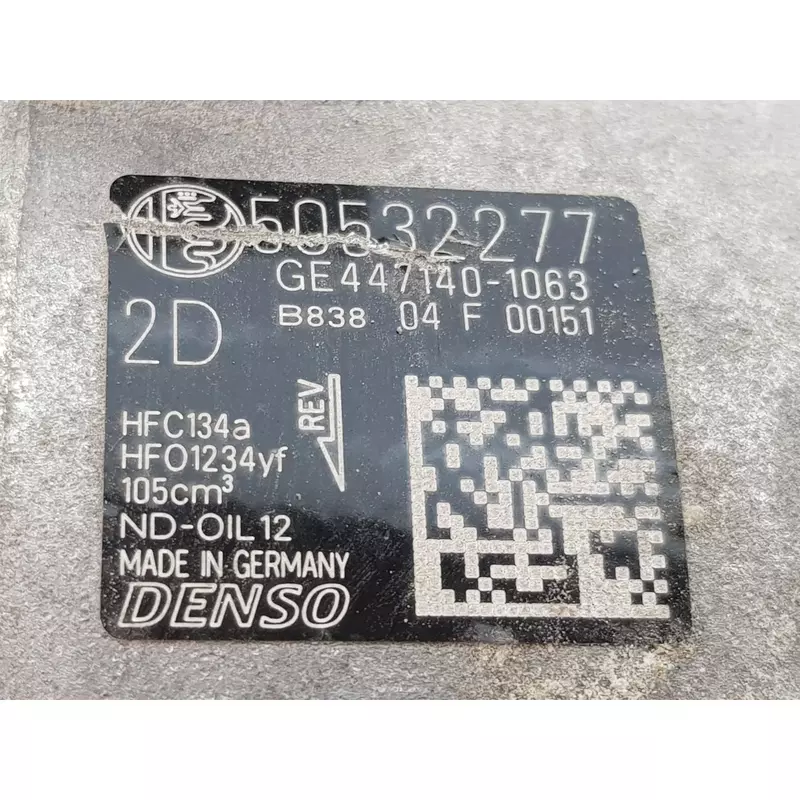 50532277
GE447140-1063
2D
B838 04 F 00151
REV
HFC134a
HFO1234yf
105cm³
ND-OIL12
MADE IN GERMANY
DENSO